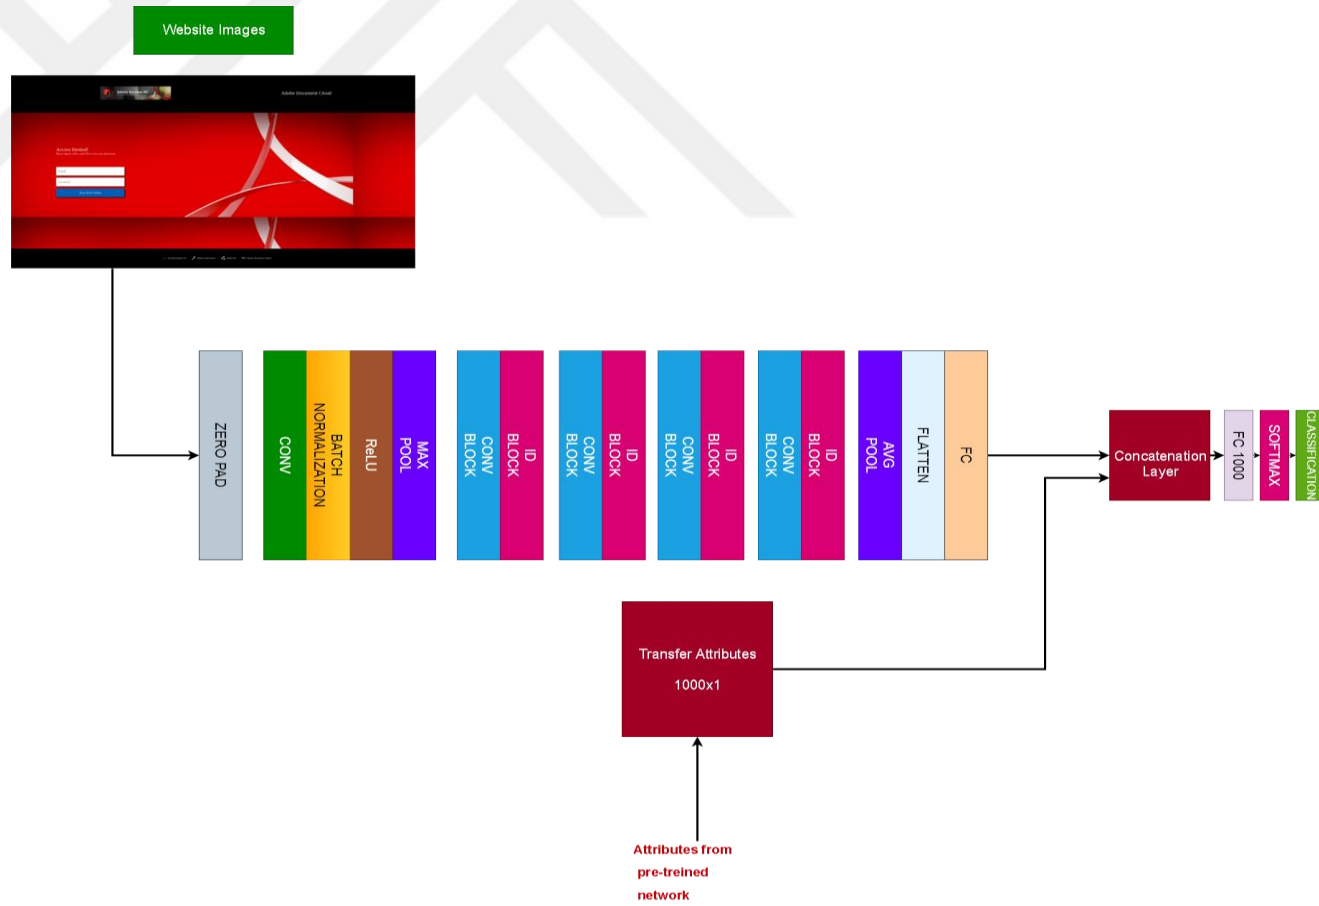 Website Images
Adobe Document Cloud
Access Denied!
ZERO PAD
CONV
BATCH
NORMALIZATION
ReLU
MAX
POOL
CONV
BLOCK
ID
BLOCK
CONV
BLOCK
ID
BLOCK
CONV
BLOCK
ID
BLOCK
CONV
BLOCK
ID
BLOCK
AVG
POOL
FLATTEN
FC
Concatenation
Layer
FC 1000
SOFTMAX
CLASSIFICATION
Transfer Attributes
1000x1
Attributes from
pre-treined
network